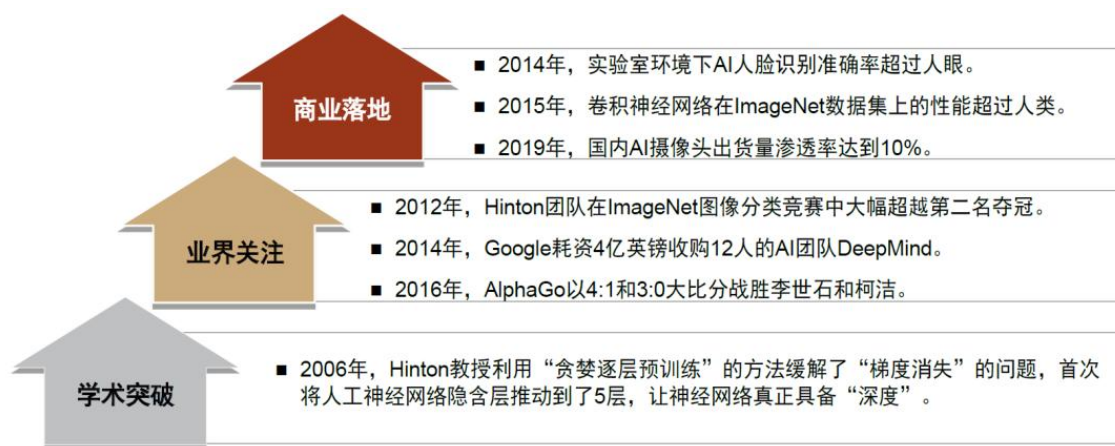 商业落地
■ 2014年，实验室环境下AI人脸识别准确率超过人眼。
■ 2015年，卷积神经网络在ImageNet数据集上的性能超过人类。
■ 2019年，国内AI摄像头出货量渗透率达到10%。
业界关注
■ 2012年，Hinton团队在ImageNet图像分类竞赛中大幅超越第二名夺冠。
■ 2014年，Google耗资4亿英镑收购12人的AI团队DeepMind。
■ 2016年，AlphaGo以4:1和3:0大比分战胜李世石和柯洁。
学术突破
■ 2006年，Hinton教授利用“贪婪逐层预训练”的方法缓解了“梯度消失”的问题，首次
将人工神经网络隐含层推动到了5层，让神经网络真正具备“深度”。